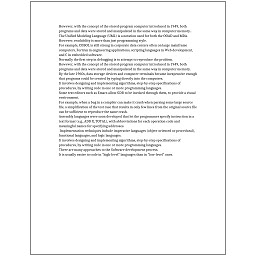 However, with the concept of the stored-program computer introduced in 1949, both
programs and data were stored and manipulated in the same way in computer memory.
The Unified Modeling Language (UML) is a notation used for both the OOAD and MDA.
However, readability is more than just programming style.
For example, COBOL is still strong in corporate data centers often on large mainframe
computers, Fortran in engineering applications, scripting languages in Web development,
and C in embedded software.
Normally the first step in debugging is to attempt to reproduce the problem.
However, with the concept of the stored-program computer introduced in 1949, both
programs and data were stored and manipulated in the same way in computer memory.
By the late 1960s, data storage devices and computer terminals became inexpensive enough
that programs could be created by typing directly into the computers.
It involves designing and implementing algorithms, step-by-step specifications of
procedures, by writing code in one or more programming languages.
Some text editors such as Emacs allow GDB to be invoked through them, to provide a visual
environment.
For example, when a bug in a compiler can make it crash when parsing some large source
file, a simplification of the test case that results in only few lines from the original source file
can be sufficient to reproduce the same crash.
Assembly languages were soon developed that let the programmer specify instruction in a
text format (e.g., ADD X, TOTAL), with abbreviations for each operation code and
meaningful names for specifying addresses.
Implementation techniques include imperative languages (object-oriented or procedural),
functional languages, and logic languages.
It involves designing and implementing algorithms, step-by-step specifications of
procedures, by writing code in one or more programming languages.
There are many approaches to the Software development process.
It is usually easier to code in "high-level" languages than in "low-level" ones.